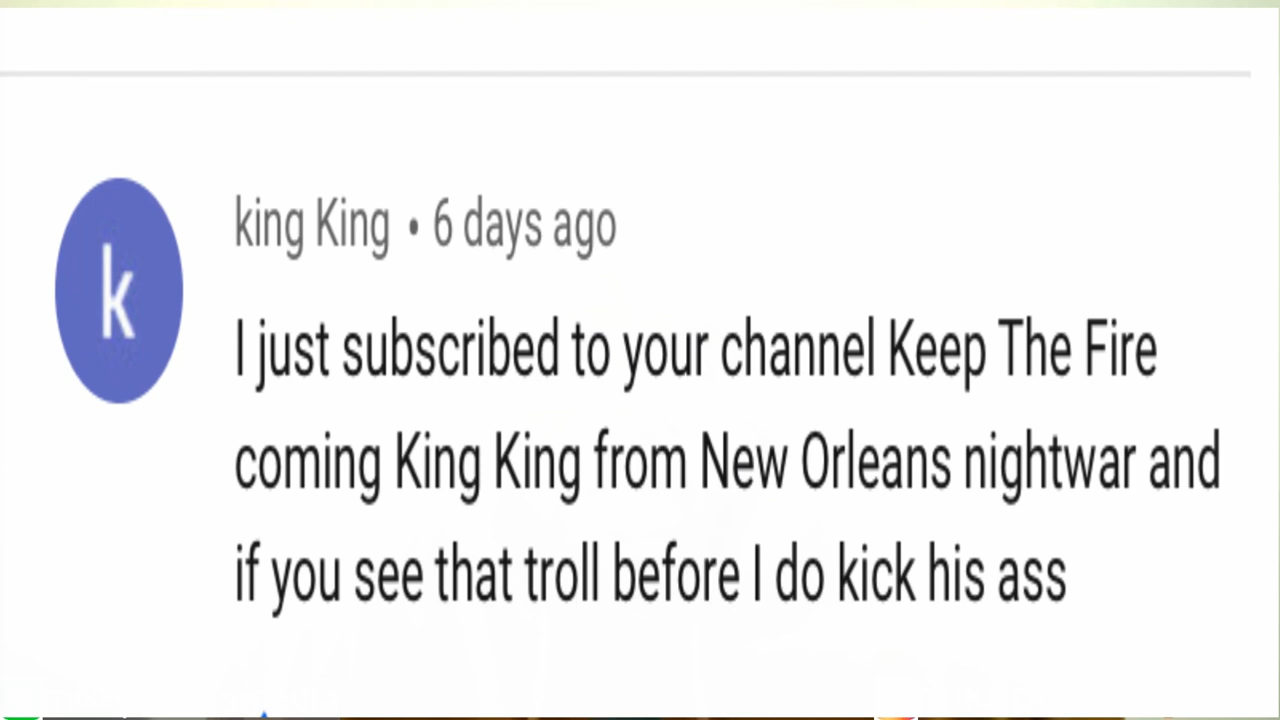 k
king King • 6 days ago
I just subscribed to your channel Keep The Fire
coming King King from New Orleans nightwar and
if you see that troll before I do kick his ass